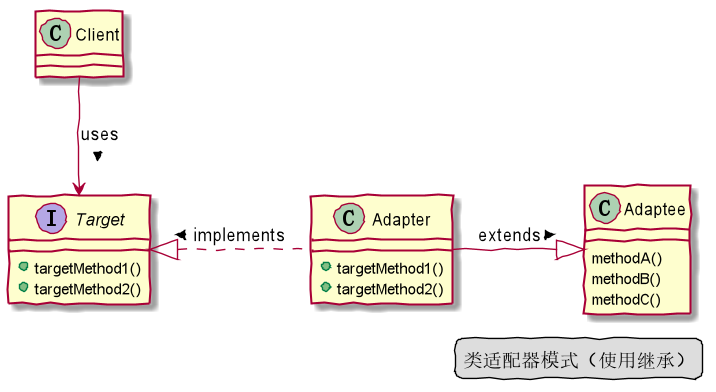 C Client
uses
I Target
targetMethod1()
targetMethod2()
implements
C Adapter
targetMethod1()
targetMethod2()
extends
C Adaptee
methodA()
methodB()
methodC()
类适配器模式（使用继承）